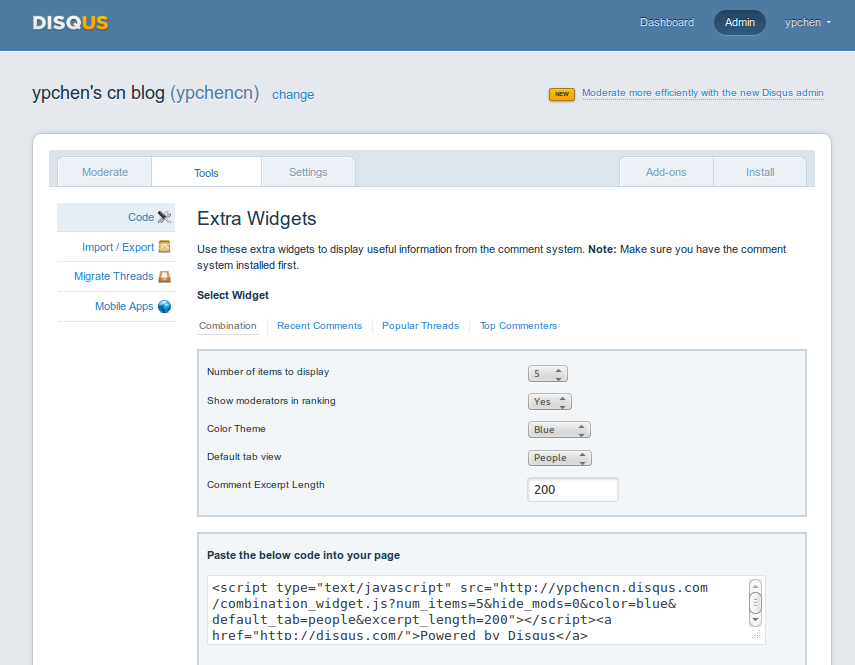 DISQUS
Dashboard Admin ypchen
ypchen's cn blog (ypchencn) change
NEW Moderate more efficiently with the new Disqus admin
Moderate Tools Settings Add-ons Install
Code
Import / Export
Migrate Threads
Mobile Apps
Extra Widgets
Use these extra widgets to display useful information from the comment system. Note: Make sure you have the comment
system installed first.
Select Widget
Combination Recent Comments Popular Threads Top Commenters
Number of items to display 5
Show moderators in ranking Yes
Color Theme Blue
Default tab view People
Comment Excerpt Length 200
Paste the below code into your page
<script type="text/javascript" src="http://ypchencn.disqus.com
/combination_widget.js?num_items=5&hide_mods=0&color=blue&
default_tab=people&excerpt_length=200"></script><a
href="http://disqus.com/">Powered by Disqus</a>